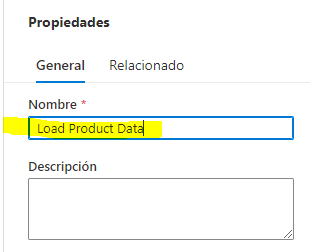 Propiedades
General Relacionado
Nombre *
Load Product Data
Descripción